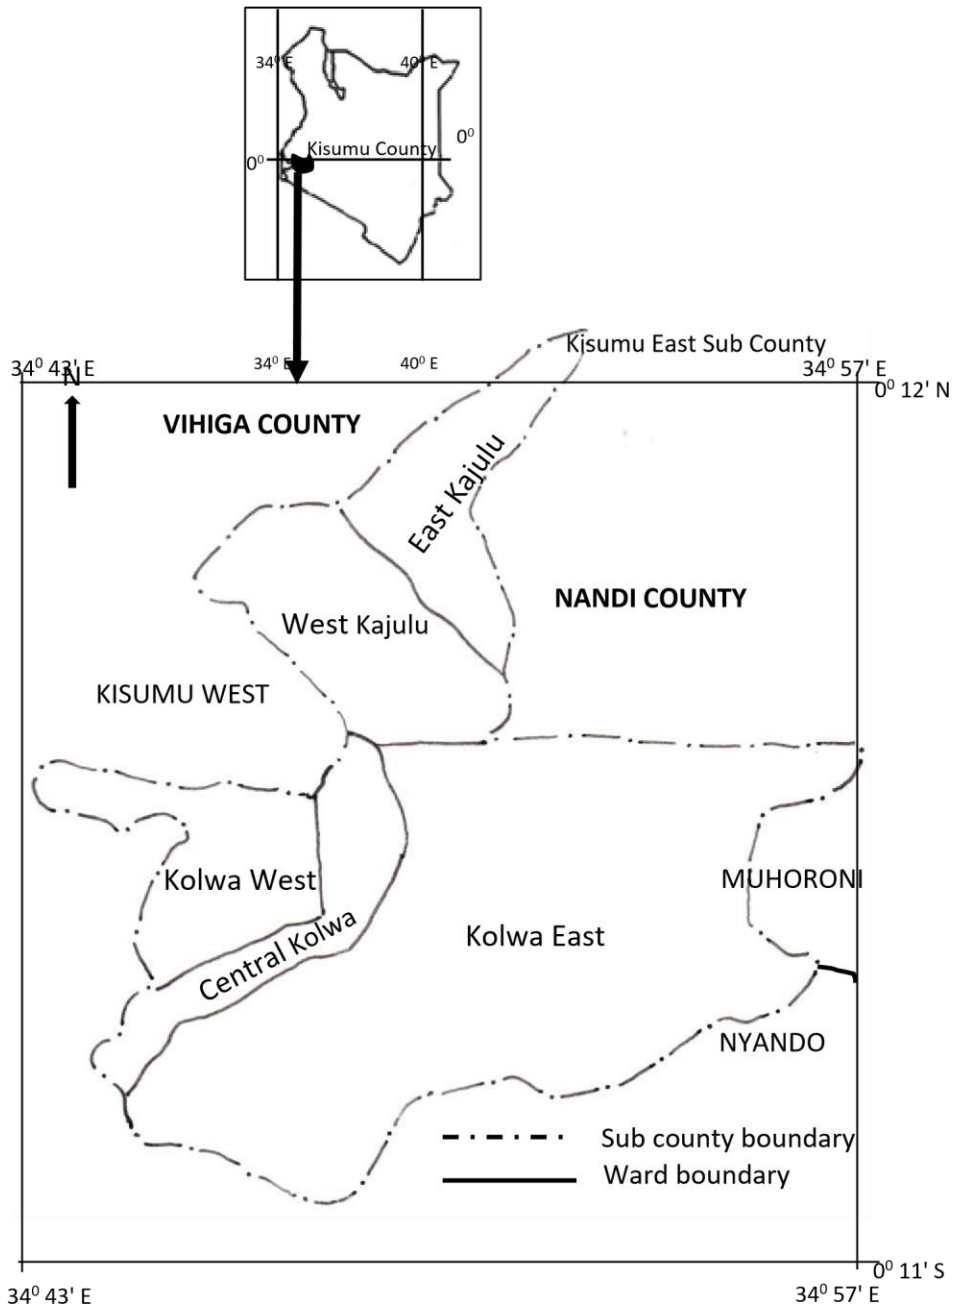 34⁰ E
40⁰ E
0⁰
Kisumu County
0⁰
Kisumu East Sub County
34⁰ 43' E
34⁰ E
40⁰ E
34⁰ 57' E
N
0⁰ 12' N
VIHIGA COUNTY
East Kajulu
NANDI COUNTY
West Kajulu
KISUMU WEST
Kolwa West
MUHORONI
Central Kolwa
Kolwa East
NYANDO
Sub county boundary
Ward boundary
0⁰ 11' S
34⁰ 43' E
34⁰ 57' E